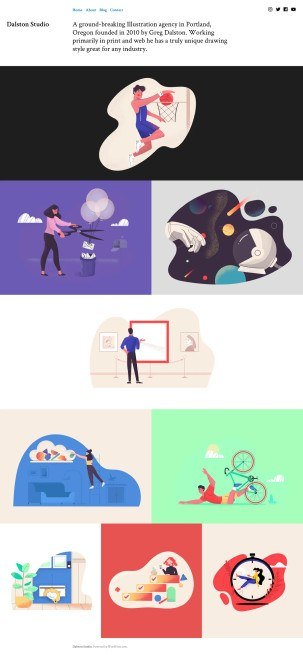 Home About Blog Contact
Dalston Studio
A ground-breaking Illustration agency in Portland,
Oregon founded in 2010 by Greg Dalston. Working
primarily in print and web he has a truly unique drawing
style great for any industry.
Dalston Studio Powered by WordPress.com